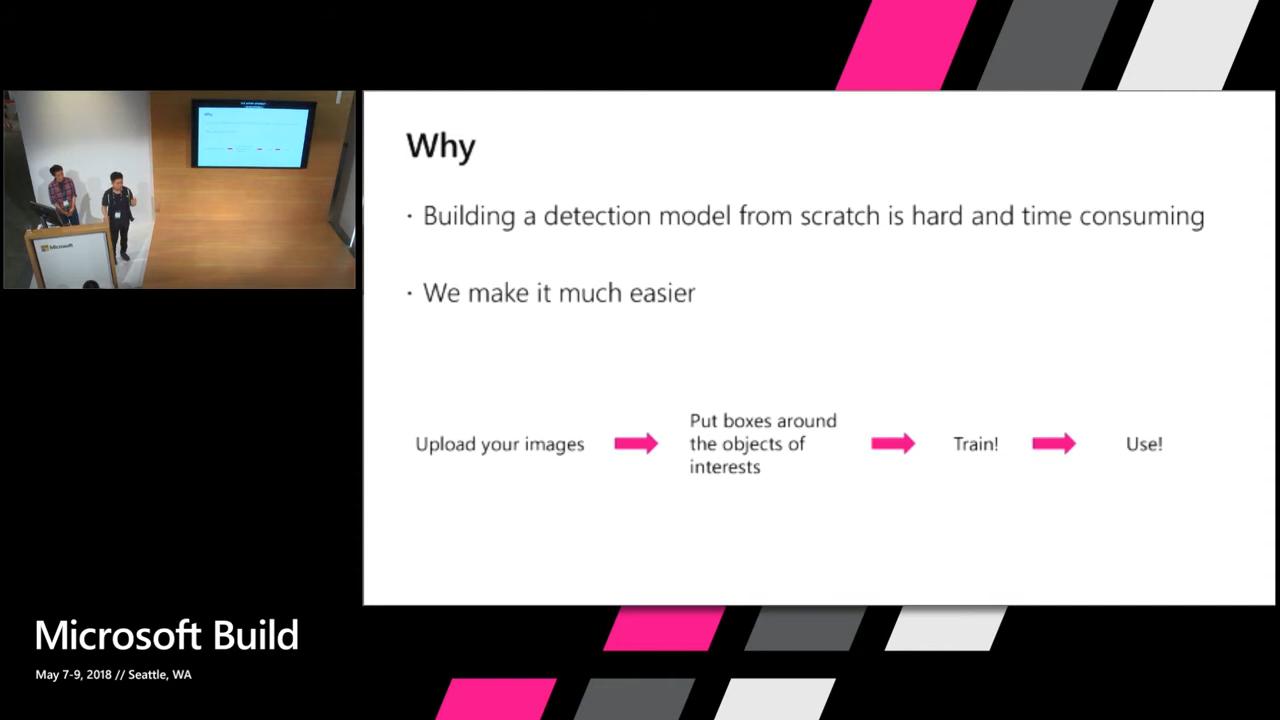 Why
· Building a detection model from scratch is hard and time consuming
· We make it much easier
Upload your images
Put boxes around
the objects of
interests
Train!
Use!
Microsoft
Microsoft Build
May 7-9, 2018 // Seattle, WA